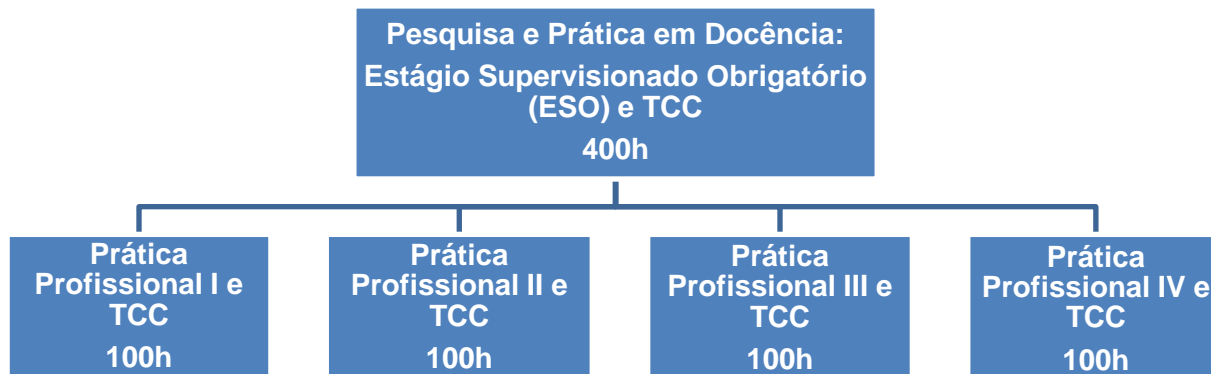 Pesquisa e Prática em Docência:
Estágio Supervisionado Obrigatório
(ESO) e TCC
400h
Prática
Profissional I e
TCC
100h
Prática
Profissional II e
TCC
100h
Prática
Profissional III e
TCC
100h
Prática
Profissional IV e
TCC
100h